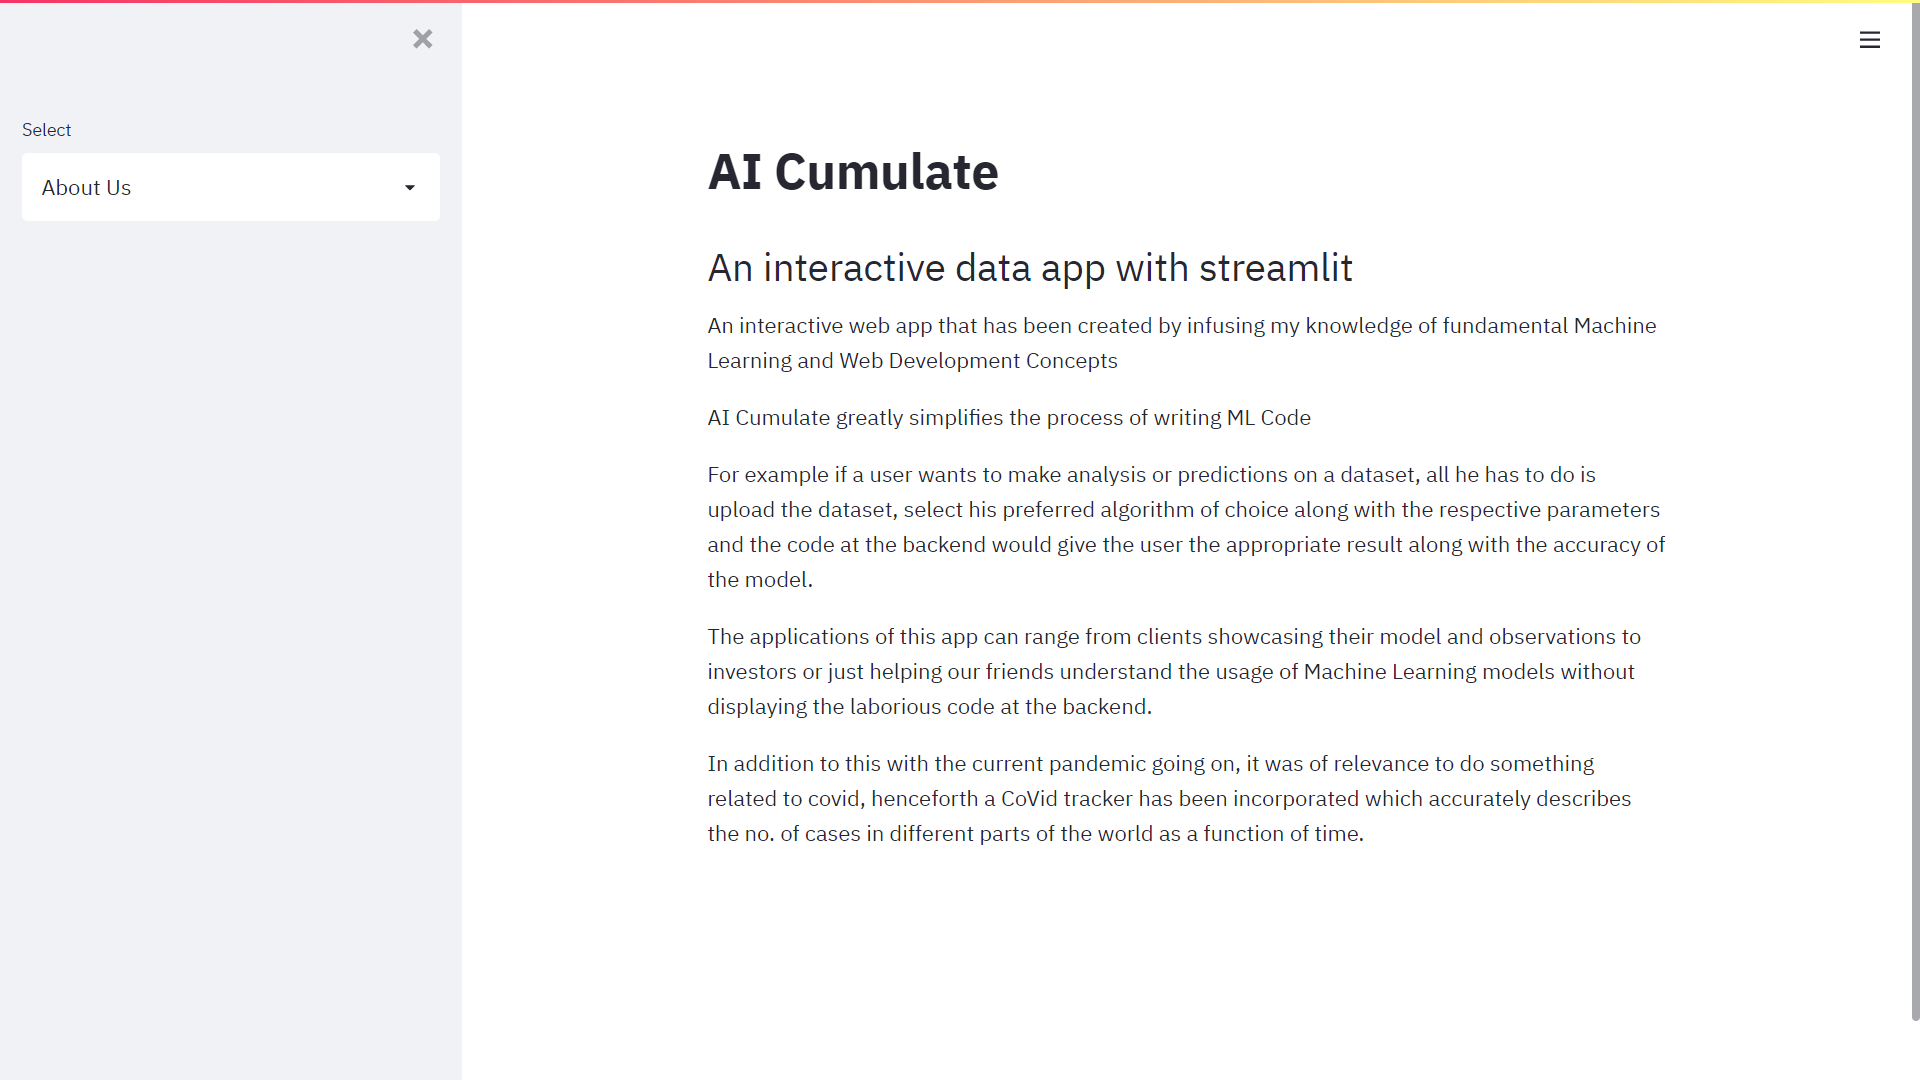 Select
About Us
AI Cumulate
An interactive data app with streamlit
An interactive web app that has been created by infusing my knowledge of fundamental Machine
Learning and Web Development Concepts
AI Cumulate greatly simplifies the process of writing ML Code
For example if a user wants to make analysis or predictions on a dataset, all he has to do is
upload the dataset, select his preferred algorithm of choice along with the respective parameters
and the code at the backend would give the user the appropriate result along with the accuracy of
the model.
The applications of this app can range from clients showcasing their model and observations to
investors or just helping our friends understand the usage of Machine Learning models without
displaying the laborious code at the backend.
In addition to this with the current pandemic going on, it was of relevance to do something
related to covid, henceforth a CoVid tracker has been incorporated which accurately describes
the no. of cases in different parts of the world as a function of time.